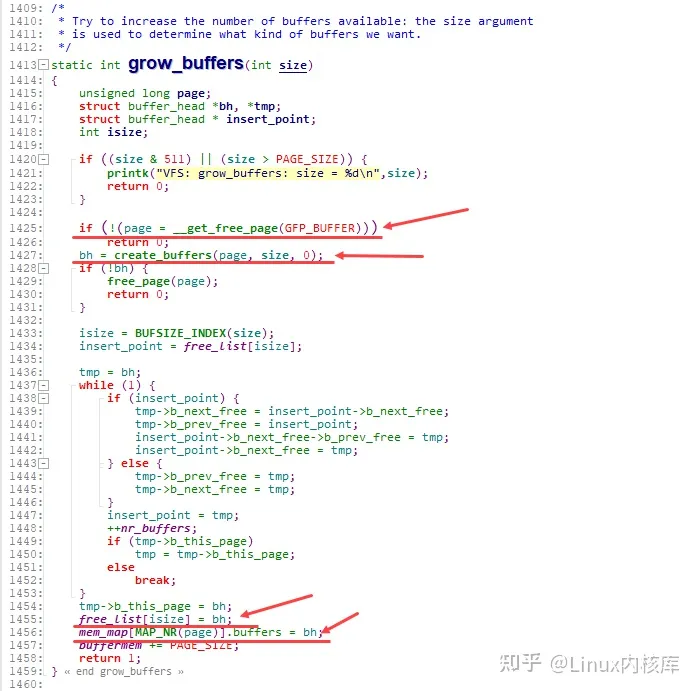 1409: /*
1410:  * Try to increase the number of buffers available: the size argument
1411:  * is used to determine what kind of buffers we want.
1412:  */
1413: static int grow_buffers(int size)
1414: {
1415:     unsigned long page;
1416:     struct buffer_head *bh, *tmp;
1417:     struct buffer_head * insert_point;
1418:     int isize;
1419:
1420:     if ((size & 511) || (size > PAGE_SIZE)) {
1421:         printk("VFS: grow_buffers: size = %d\n",size);
1422:         return 0;
1423:     }
1424:
1425:     if (!(page = __get_free_page(GFP_BUFFER)))
1426:         return 0;
1427:     bh = create_buffers(page, size, 0);
1428:     if (!bh) {
1429:         free_page(page);
1430:         return 0;
1431:     }
1432:
1433:     isize = BUFSIZE_INDEX(size);
1434:     insert_point = free_list[isize];
1435:
1436:     tmp = bh;
1437:     while (1) {
1438:         if (insert_point) {
1439:             tmp->b_next_free = insert_point->b_next_free;
1440:             tmp->b_prev_free = insert_point;
1441:             insert_point->b_next_free->b_prev_free = tmp;
1442:             insert_point->b_next_free = tmp;
1443:         } else {
1444:             tmp->b_prev_free = tmp;
1445:             tmp->b_next_free = tmp;
1446:         }
1447:         insert_point = tmp;
1448:         ++nr_buffers;
1449:         if (tmp->b_this_page)
1450:             tmp = tmp->b_this_page;
1451:         else
1452:             break;
1453:     }
1454:     tmp->b_this_page = bh;
1455:     free_list[isize] = bh;
1456:     mem_map[MAP_NR(page)].buffers = bh;
1457:     buffermem += PAGE_SIZE;
1458:     return 1;
1459: } « end grow_buffers »
1460:
知乎 @Linux内核库